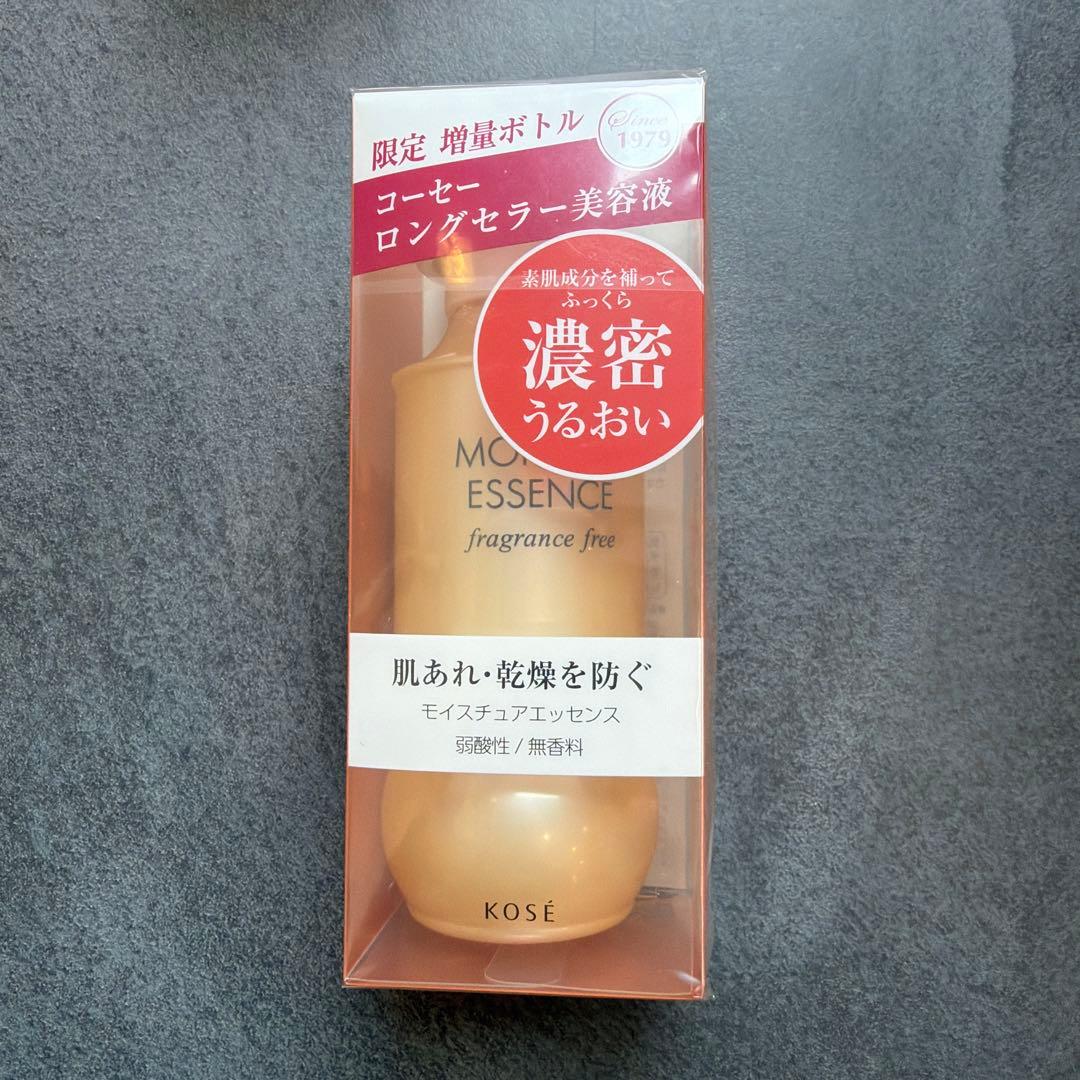 限定 増量ボトル
Since
1979
コーセー
ロングセラー美容液
素肌成分を補って
ふっくら
濃密
うるおい
ESSENCE
fragrance free
肌あれ・乾燥を防ぐ
モイスチュアエッセンス
弱酸性 / 無香料
KOSÉ